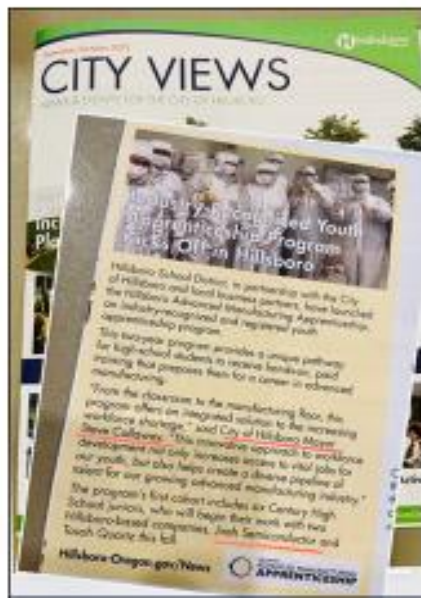 CITY VIEWS
NEWS & EVENTS FOR THE CITY OF HILLSBORO
Industry-Recognized Youth
Apprenticeship Program
Kicks Off in Hillsboro
Hillsboro School District, in partnership with the City
of Hillsboro and local business partners, have launched
the Hillsboro Advanced Manufacturing Apprenticeship,
an industry-recognized and registered youth
apprenticeship program.
This two-year program provides a unique pathway
for high-school students to receive hands-on, paid
training that prepares them for a career in advanced
manufacturing.
"From the classroom to the manufacturing floor, this
program offers an integrated solution to the increasing
workforce shortage," said City of Hillsboro Mayor
Steve Callaway. "This innovative approach to workforce
development not only increases access to vital jobs for
our youth, but also helps create a diverse pipeline of
talent for our growing advanced manufacturing industry."
The program's first cohort includes six Century High
School juniors, who will begin their work with two
Hillsboro-based companies, Jireh Semiconductor and
Tosoh Quartz this fall.
Hillsboro-Oregon.gov/News
APPRENTICESHIP